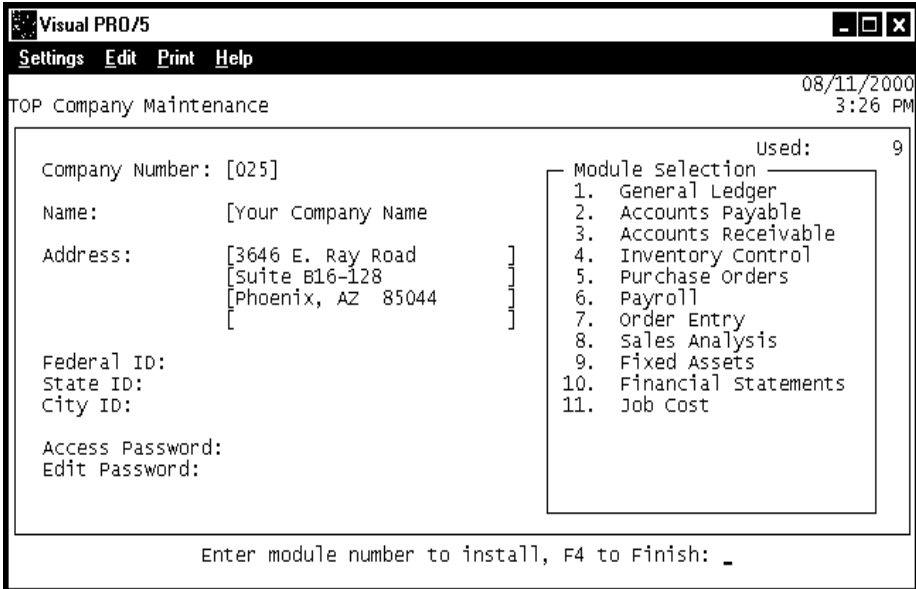 Visual PRO/5
Settings Edit Print Help
08/11/2000
TOP Company Maintenance 3:26 PM
Used: 9
Company Number: [025]
Name: [Your Company Name
Address: [3646 E. Ray Road ]
[Suite B16-128 ]
[Phoenix, AZ 85044 ]
[ ]
Federal ID:
State ID:
City ID:
Access Password:
Edit Password:
Module Selection
1. General Ledger
2. Accounts Payable
3. Accounts Receivable
4. Inventory Control
5. Purchase Orders
6. Payroll
7. Order Entry
8. Sales Analysis
9. Fixed Assets
10. Financial Statements
11. Job Cost
Enter module number to install, F4 to Finish: _